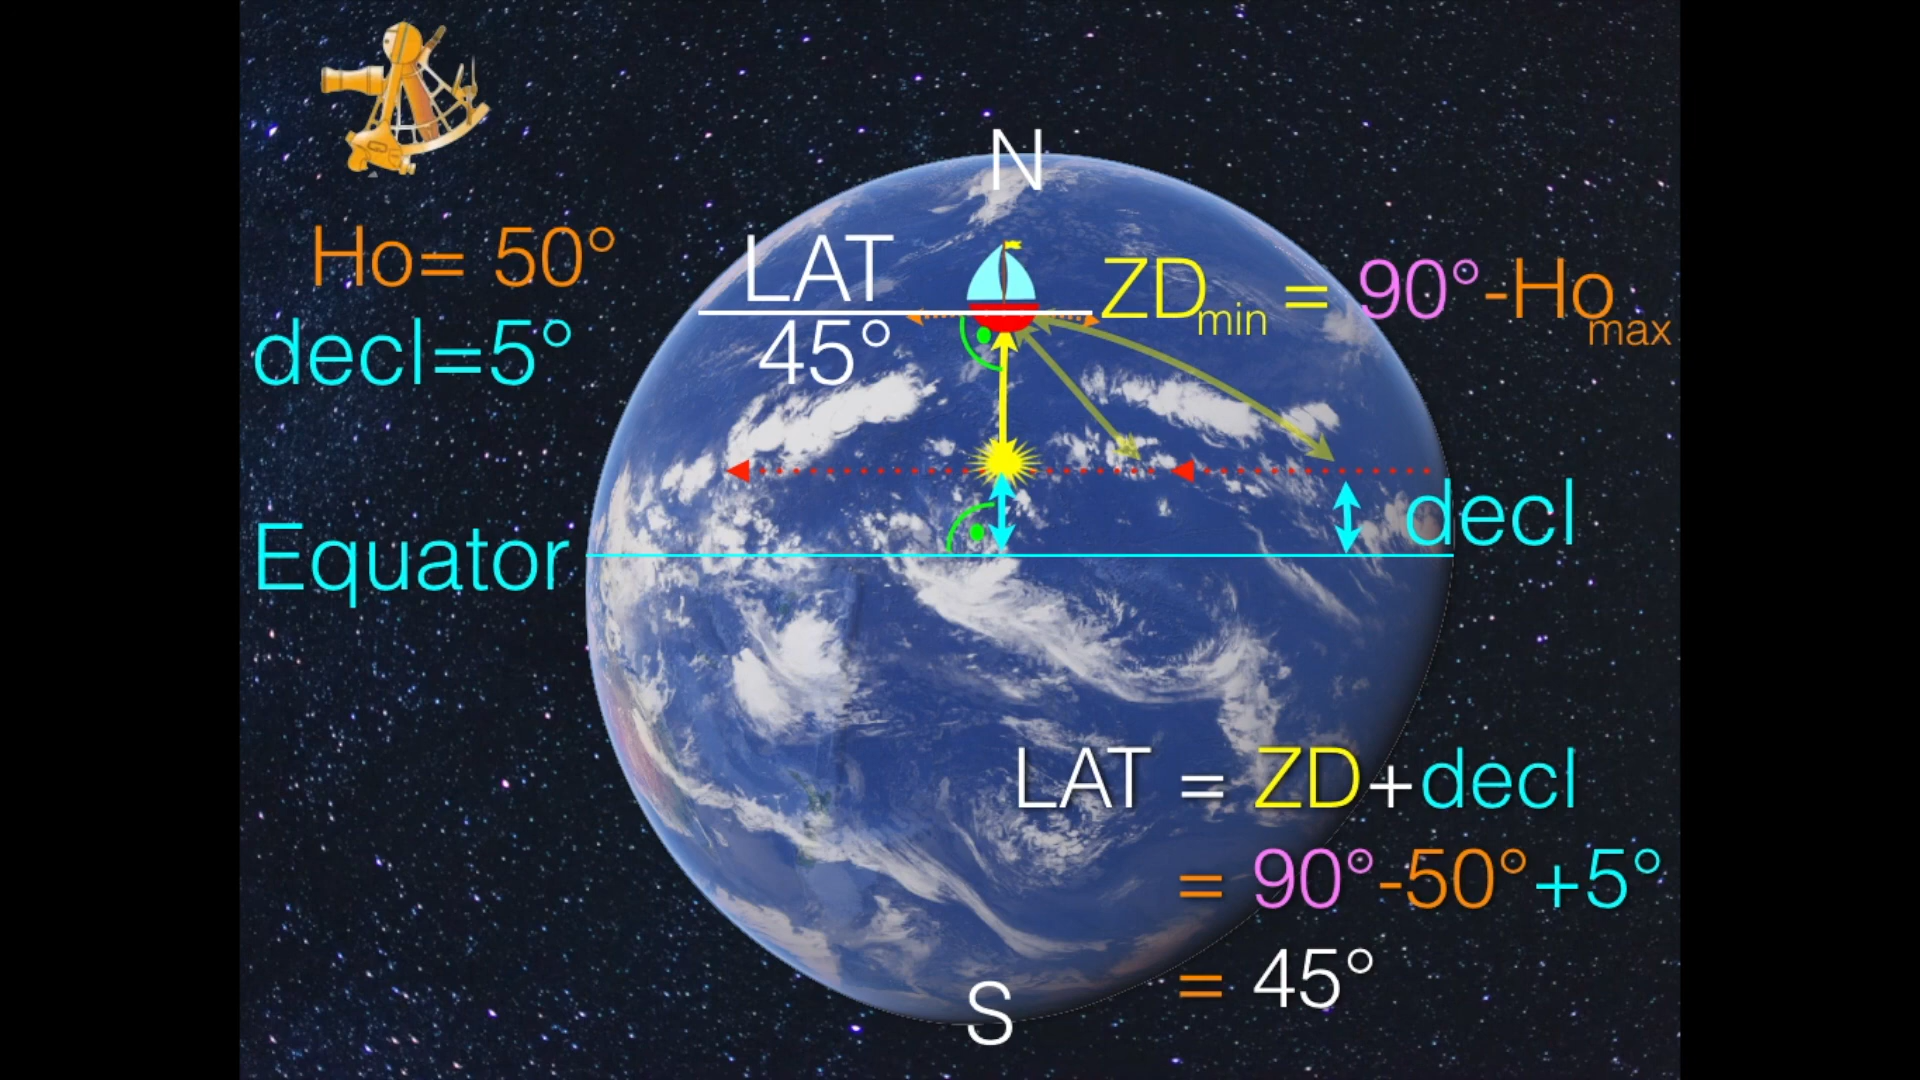 N
Ho= 50°
LAT
ZDmin = 90°-Homax
decl=5°
45°
decl
Equator
LAT = ZD+decl
= 90°-50°+5°
= 45°
S